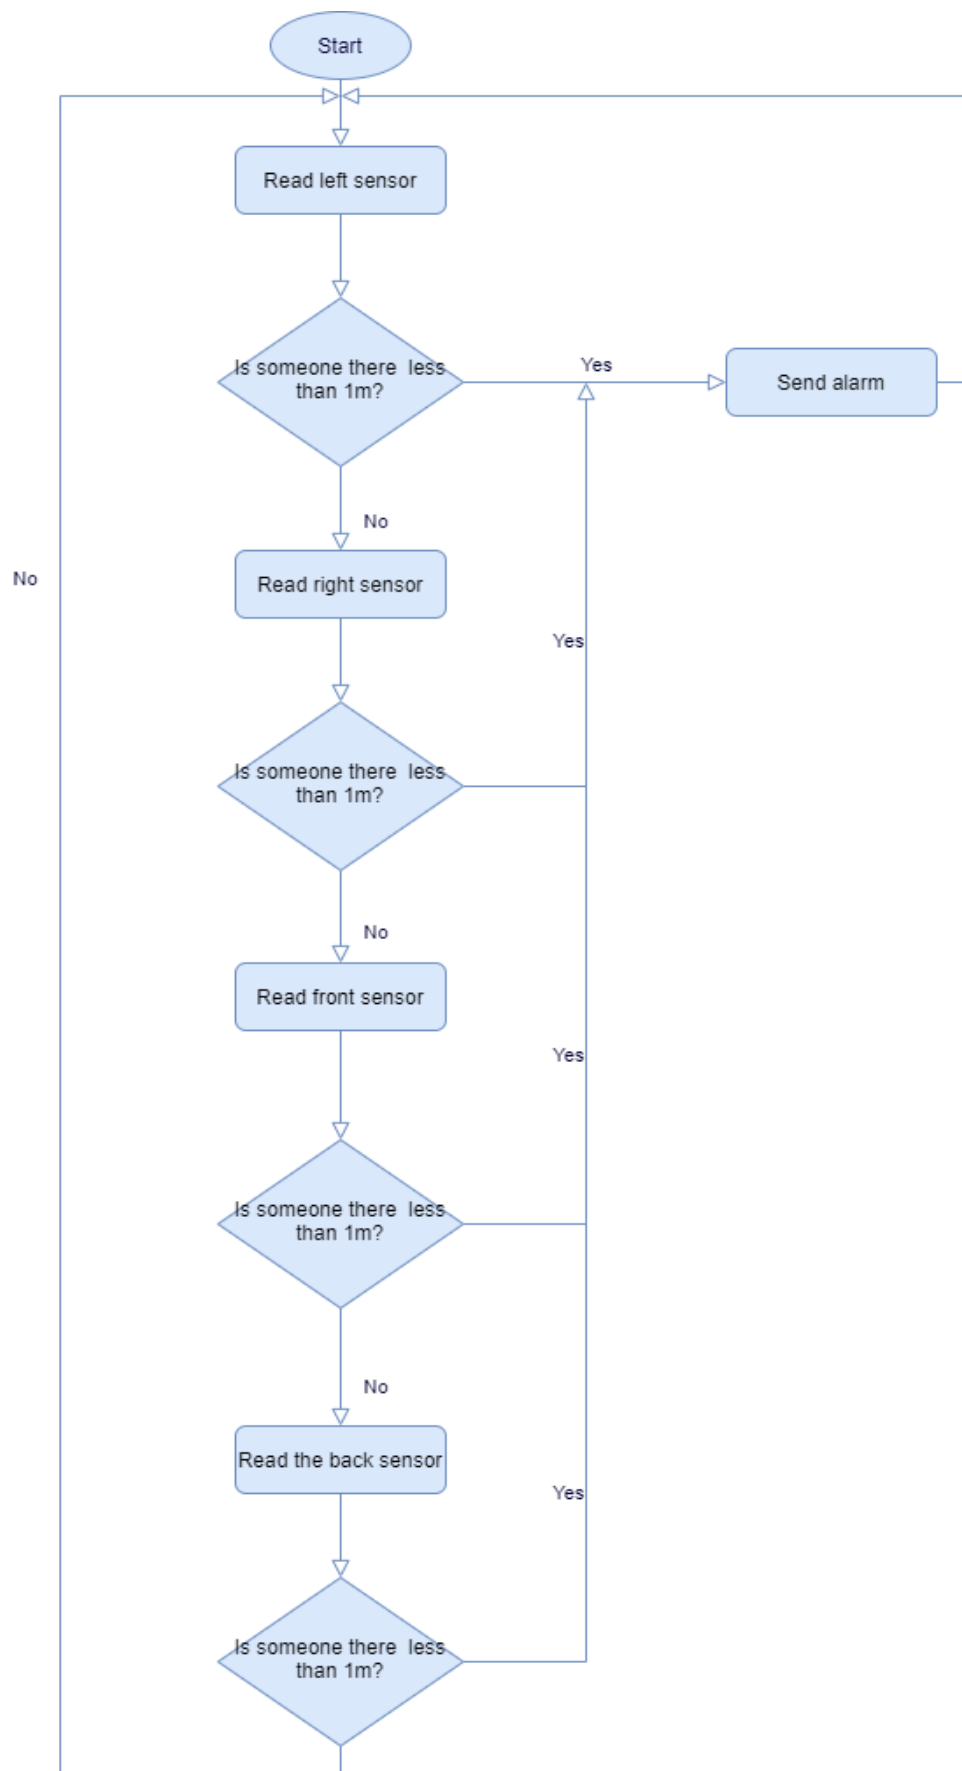 Start
Read left sensor
Is someone there  less
than 1m?
Yes
Send alarm
No
Read right sensor
No
Yes
Is someone there  less
than 1m?
No
Read front sensor
Yes
Is someone there  less
than 1m?
No
Read the back sensor
Yes
Is someone there  less
than 1m?